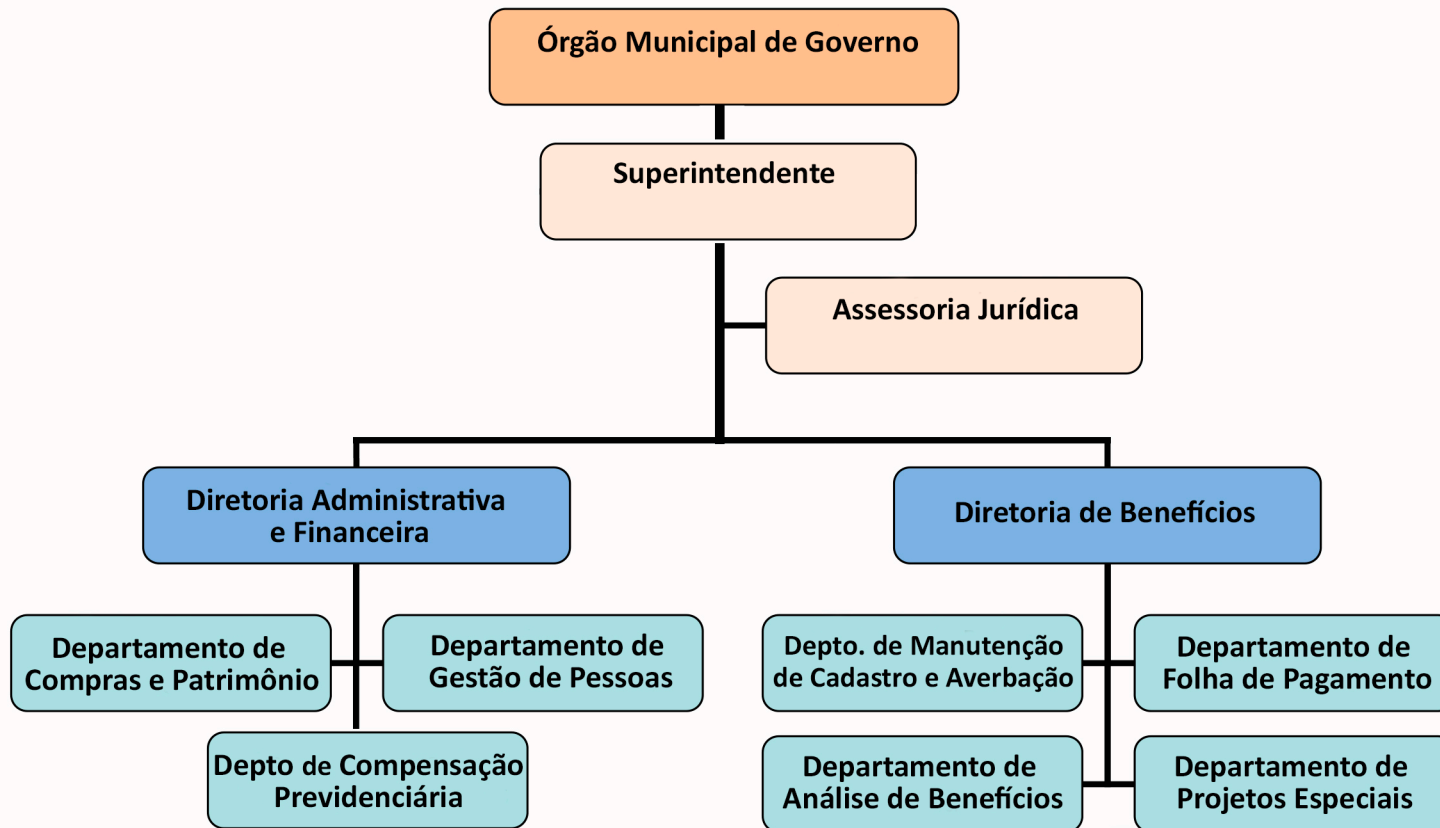 Órgão Municipal de Governo
Superintendente
Assessoria Jurídica
Diretoria Administrativa
e Financeira
Diretoria de Benefícios
Departamento de
Compras e Patrimônio
Departamento de
Gestão de Pessoas
Depto. de Manutenção
de Cadastro e Averbação
Departamento de
Folha de Pagamento
Depto de Compensação
Previdenciária
Departamento de
Análise de Benefícios
Departamento de
Projetos Especiais